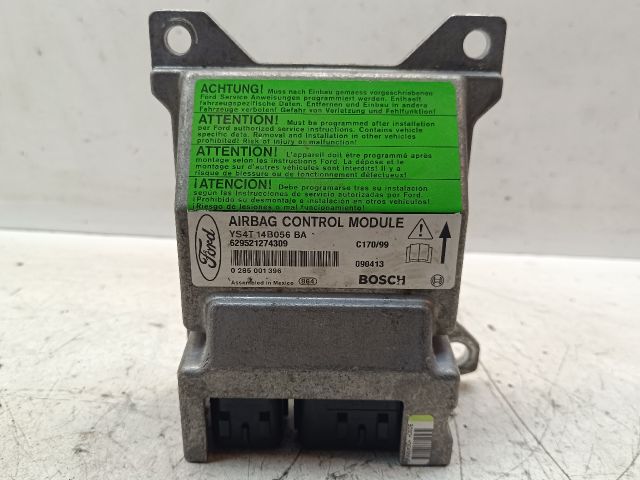 ACHTUNG! Muss nach Einbau gemaess vorgeschriebenen
Ford Service Anweisungen programmiert werden. Enthaelt
fahrzeugspezifische Daten. Entfernen und Einbau in andere
Fahrzeuge verboten! Gefahr von Verletzung und Fehlfunktion!
ATTENTION! Must be programmed after installation
per Ford authorized service instructions. Contains vehicle
specific data. Removal and installation in other vehicles
prohibited! Risk of injury or malfunction!
ATTENTION! L'appareil doit être programmé après
montage selon les instructions Ford. La dépose et le
montage sur d'autres véhicules sont interdits! Il y a
risque de blessure ou de fonctionnement défectueux!
¡ATENCION! Debe programarse tras su instalación
según las instrucciones de servicio autorizadas por Ford.
¡Prohibido su desmontaje e instalación en otros vehículos!
¡Riesgo de lesiones o mal funcionamiento!
Ford
AIRBAG CONTROL MODULE
YS4T 14B056 BA
629521274309 C170/99
090413
0 285 001 396 BOSCH
Assembled in Mexico 864